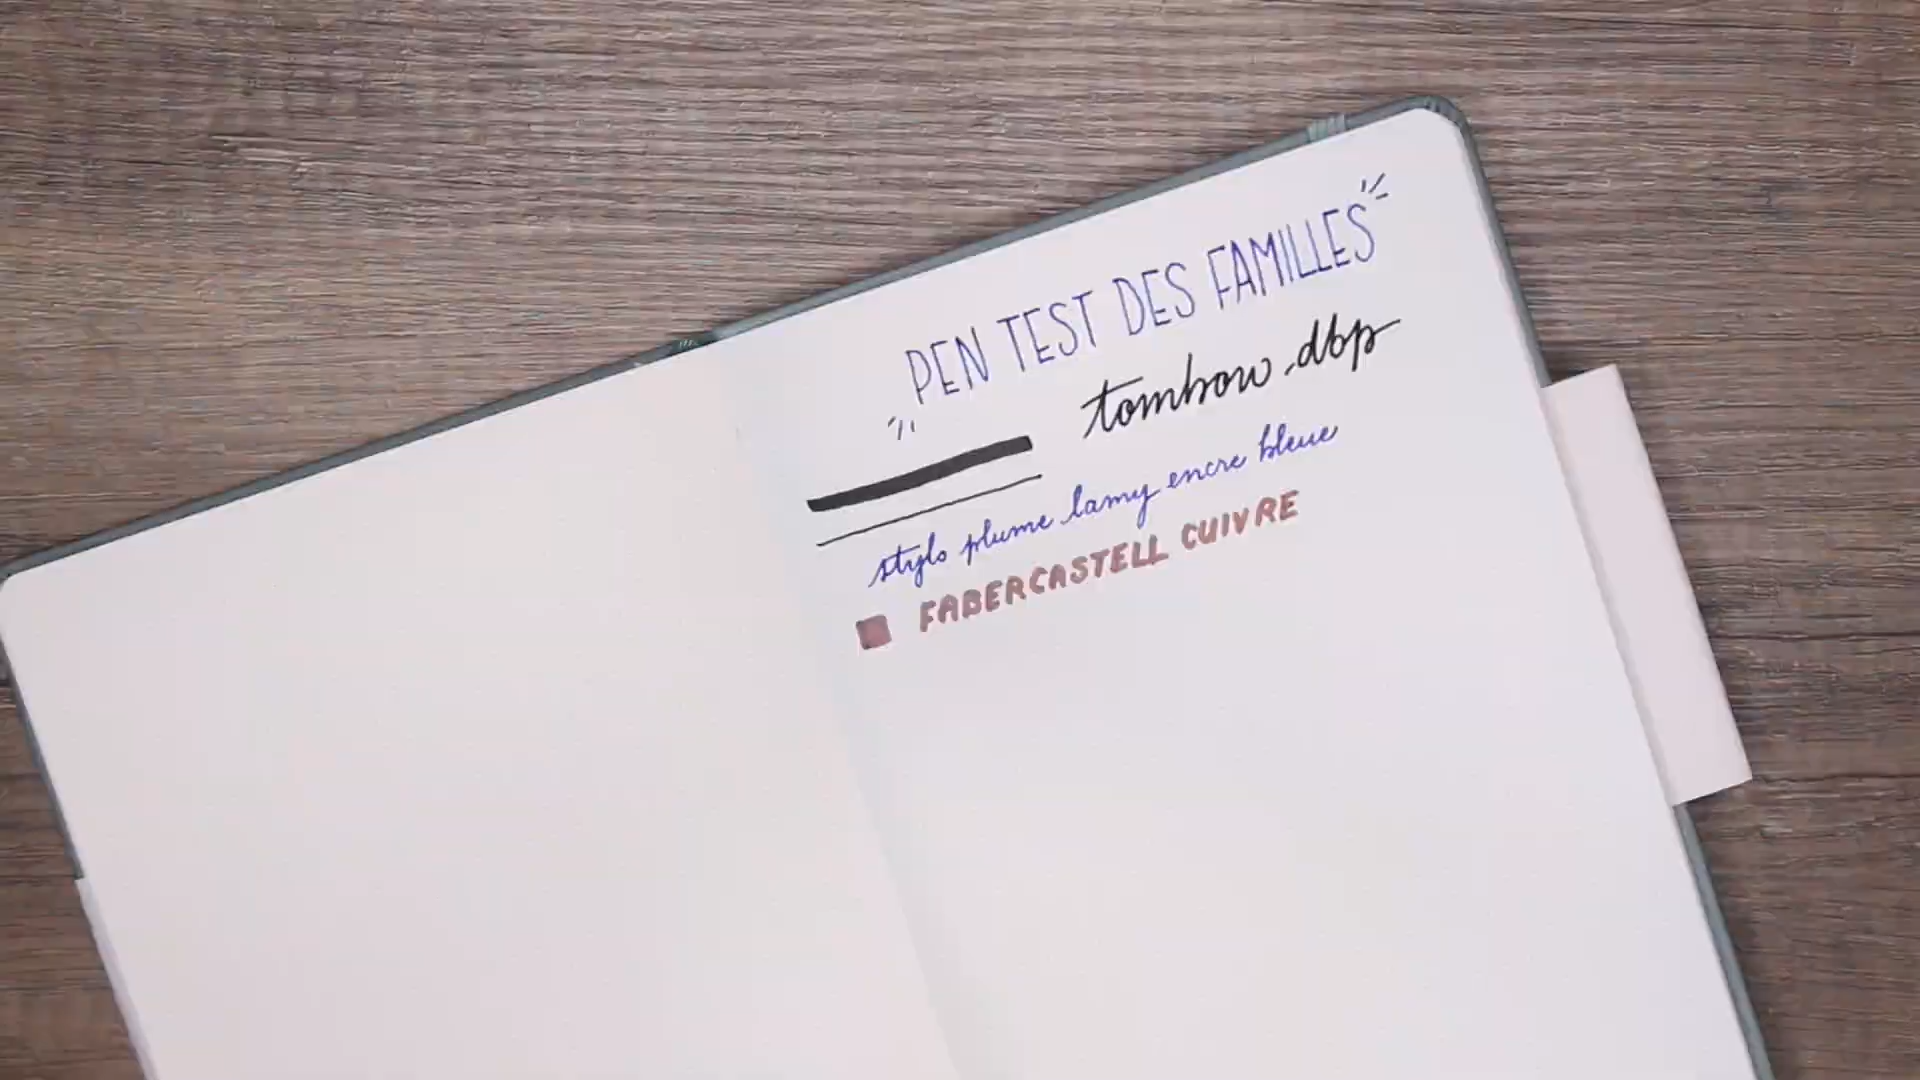 PEN TEST DES FAMILLES
tombow dbp
stylo plume lamy encre bleue
FABERCASTELL CUIVRE